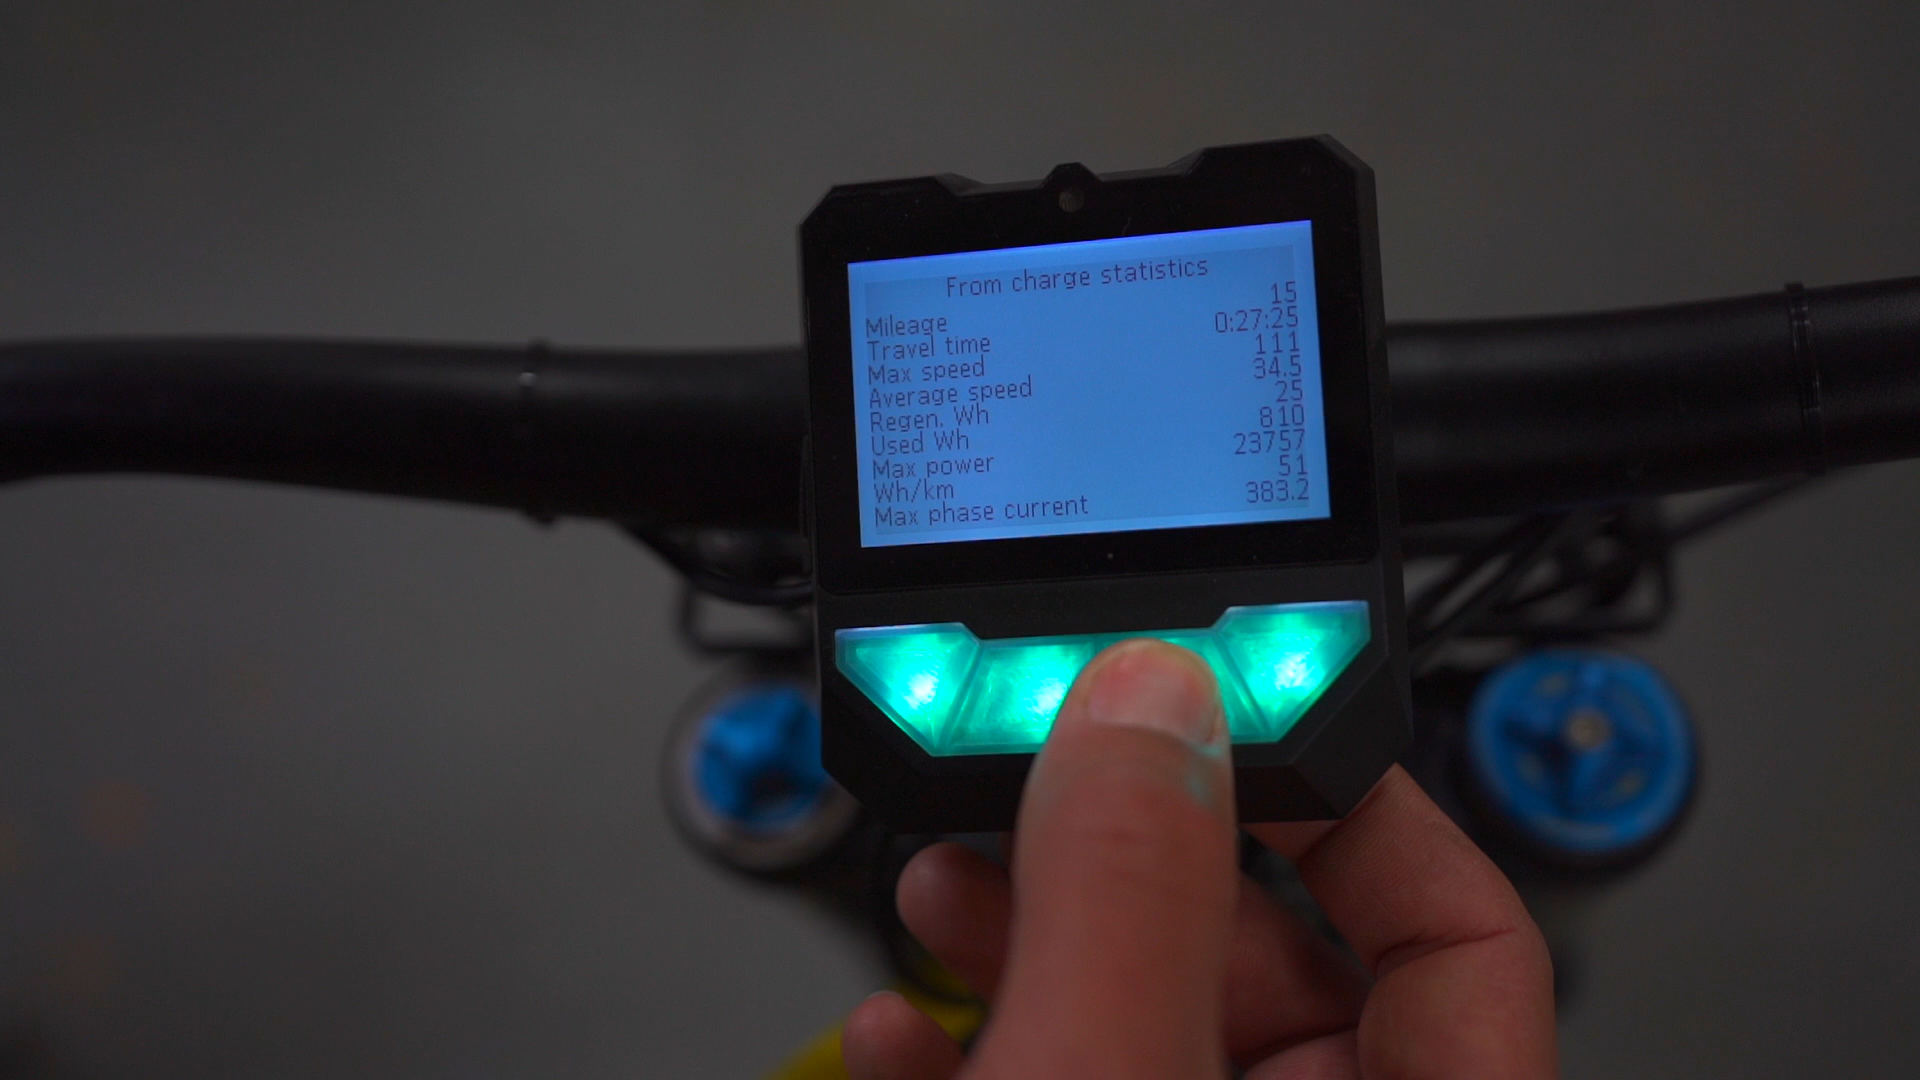 From charge statistics
Mileage 15
Travel time 0:27:25
Max speed 111
Average speed 34.5
Regen. Wh 25
Used Wh 810
Max power 23757
Wh/km 51
Max phase current 383.2